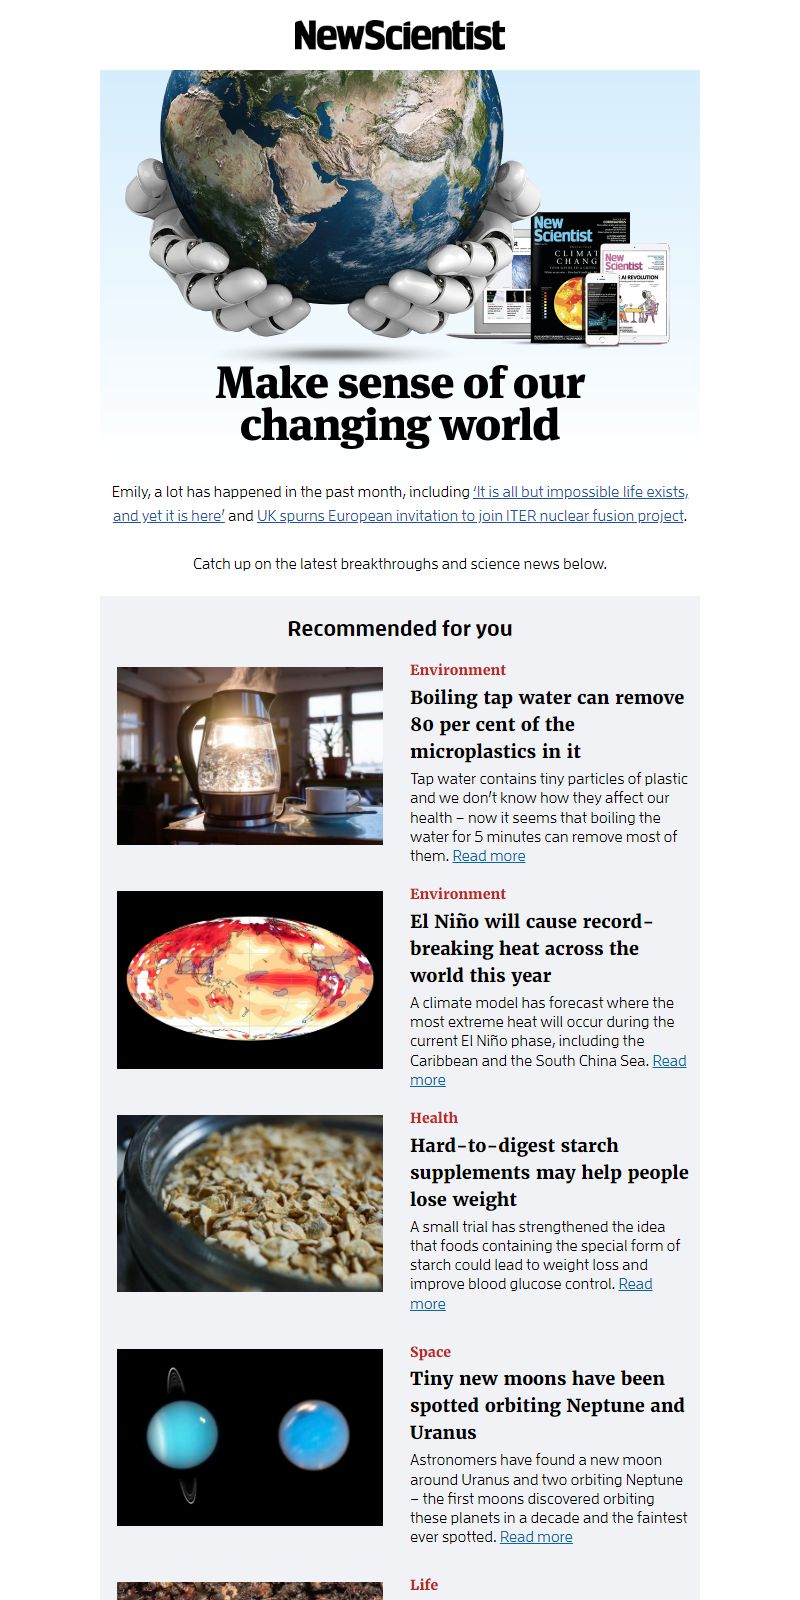 NewScientist
New
Scientist
CLIMAT
CHANG
New
Scientist
AI REVOLUTION
Make sense of our
changing world
Emily, a lot has happened in the past month, including ‘It is all but impossible life exists,
and yet it is here’ and UK spurns European invitation to join ITER nuclear fusion project.
Catch up on the latest breakthroughs and science news below.
Recommended for you
Environment
Boiling tap water can remove
80 per cent of the
microplastics in it
Tap water contains tiny particles of plastic
and we don’t know how they affect our
health – now it seems that boiling the
water for 5 minutes can remove most of
them. Read more
Environment
El Niño will cause record-
breaking heat across the
world this year
A climate model has forecast where the
most extreme heat will occur during the
current El Niño phase, including the
Caribbean and the South China Sea. Read
more
Health
Hard-to-digest starch
supplements may help people
lose weight
A small trial has strengthened the idea
that foods containing the special form of
starch could lead to weight loss and
improve blood glucose control. Read
more
Space
Tiny new moons have been
spotted orbiting Neptune and
Uranus
Astronomers have found a new moon
around Uranus and two orbiting Neptune
– the first moons discovered orbiting
these planets in a decade and the faintest
ever spotted. Read more
Life